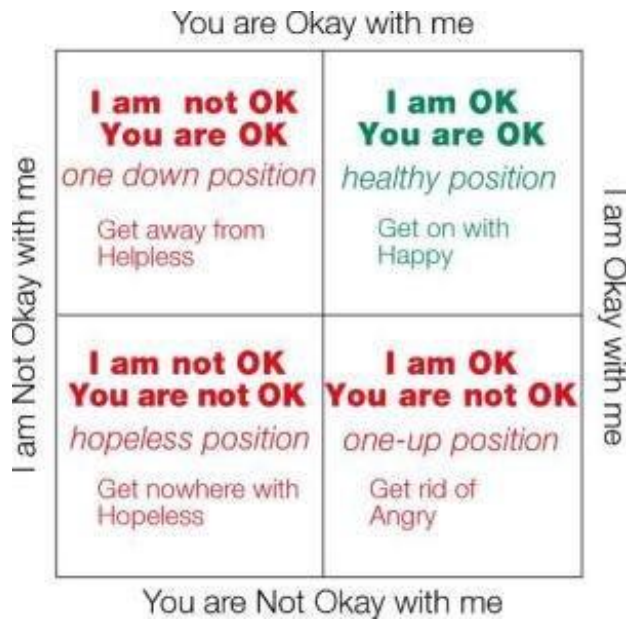 You are Okay with me
I am Not Okay with me
I am not OK
You are OK
one down position
Get away from
Helpless
I am OK
You are OK
healthy position
Get on with
Happy
I am Okay with me
I am not OK
You are not OK
hopeless position
Get nowhere with
Hopeless
I am OK
You are not OK
one-up position
Get rid of
Angry
You are Not Okay with me